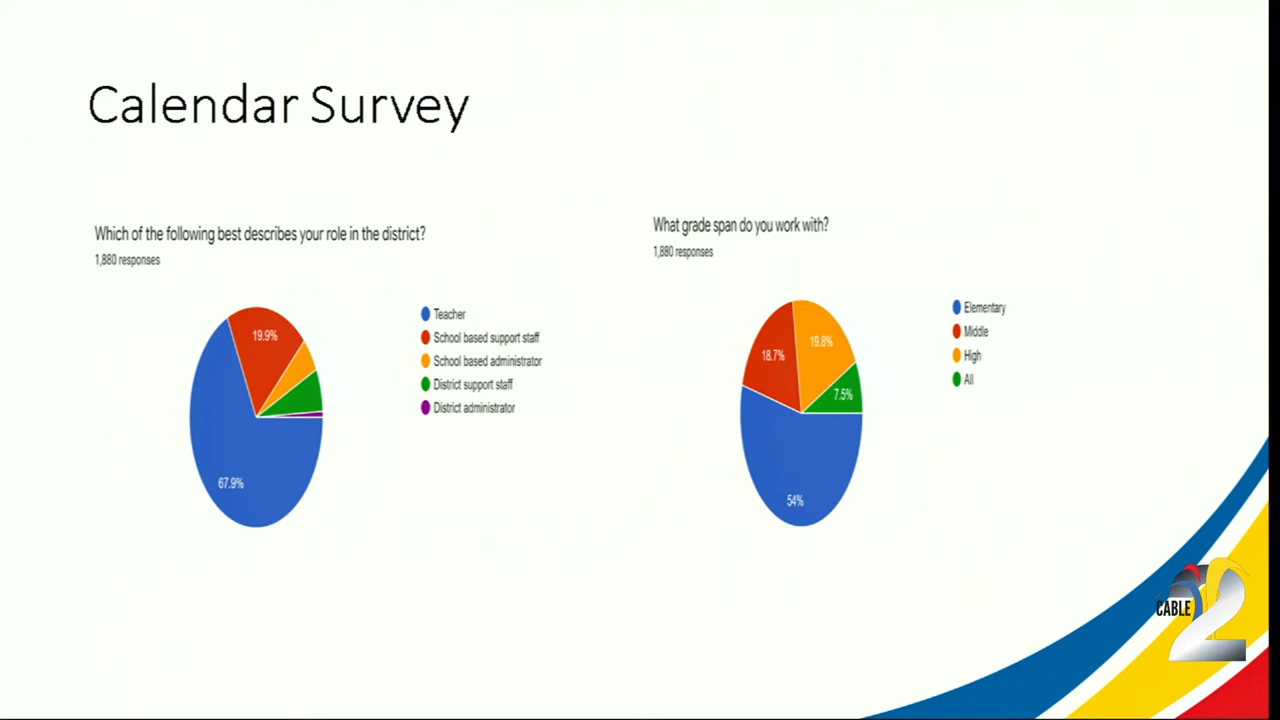 Calendar Survey
Which of the following best describes your role in the district?
1,880 responses
19.9%
67.9%
Teacher
School based support staff
School based administrator
District support staff
District administrator
What grade span do you work with?
1,880 responses
18.7%
19.8%
7.5%
54%
Elementary
Middle
High
All
CABLE 22